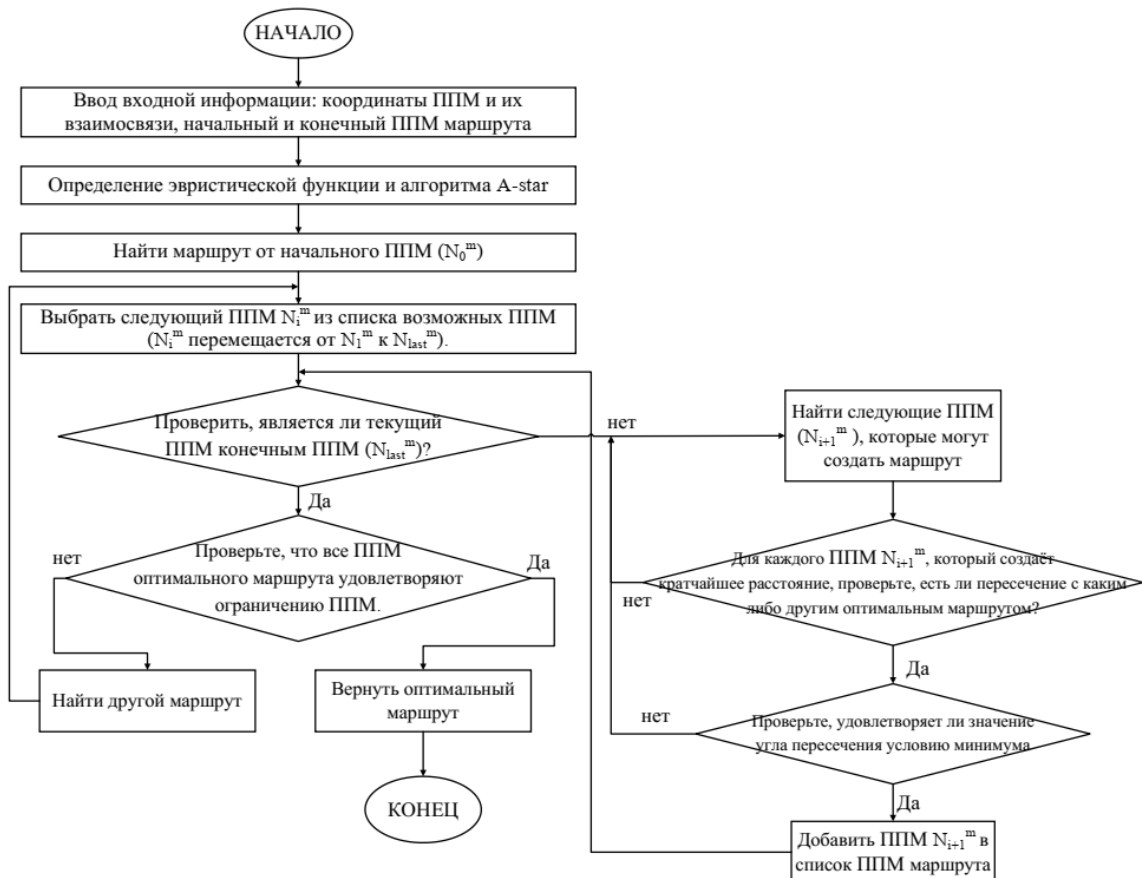 НАЧАЛО
Ввод входной информации: координаты ППМ и их
взаимосвязи, начальный и конечный ППМ маршрута
Определение эвристической функции и алгоритма A-star
Найти маршрут от начального ППМ (N₀ᵐ)
Выбрать следующий ППМ Nᵢᵐ из списка возможных ППМ
(Nᵢᵐ перемещается от N₁ᵐ к Nlastᵐ).
Проверить, является ли текущий
ППМ конечным ППМ (Nlastᵐ)?
нет
Да
Проверьте, что все ППМ
оптимального маршрута удовлетворяют
ограничению ППМ.
нет
Да
Найти другой маршрут
Вернуть оптимальный
маршрут
КОНЕЦ
Найти следующие ППМ
(Nᵢ₊₁ᵐ ), которые могут
создать маршрут
Для каждого ППМ Nᵢ₊₁ᵐ, который создаёт
кратчайшее расстояние, проверьте, есть ли пересечение с каким
либо другим оптимальным маршрутом?
нет
Да
Проверьте, удовлетворяет ли значение
угла пересечения условию минимума
нет
Да
Добавить ППМ Nᵢ₊₁ᵐ в
список ППМ маршрута